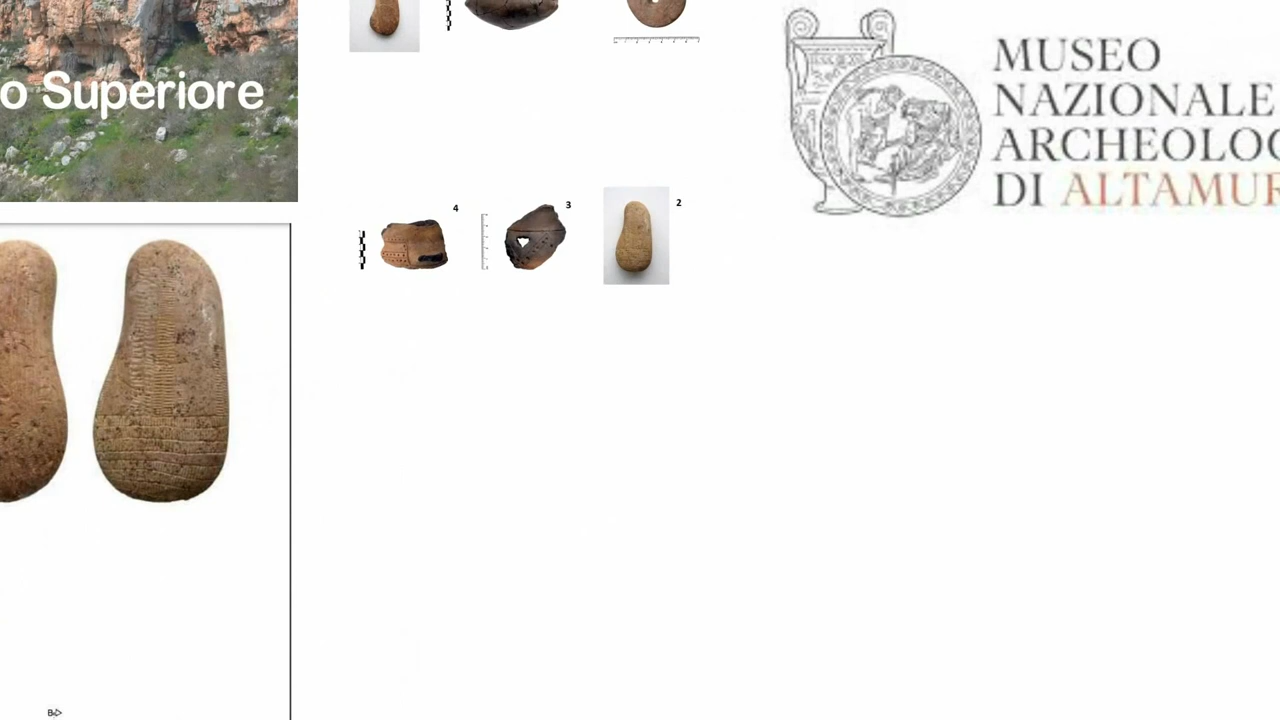 o Superiore
4
3
2
MUSEO
NAZIONALE
ARCHEOLOG
DI ALTAMUR
B▷